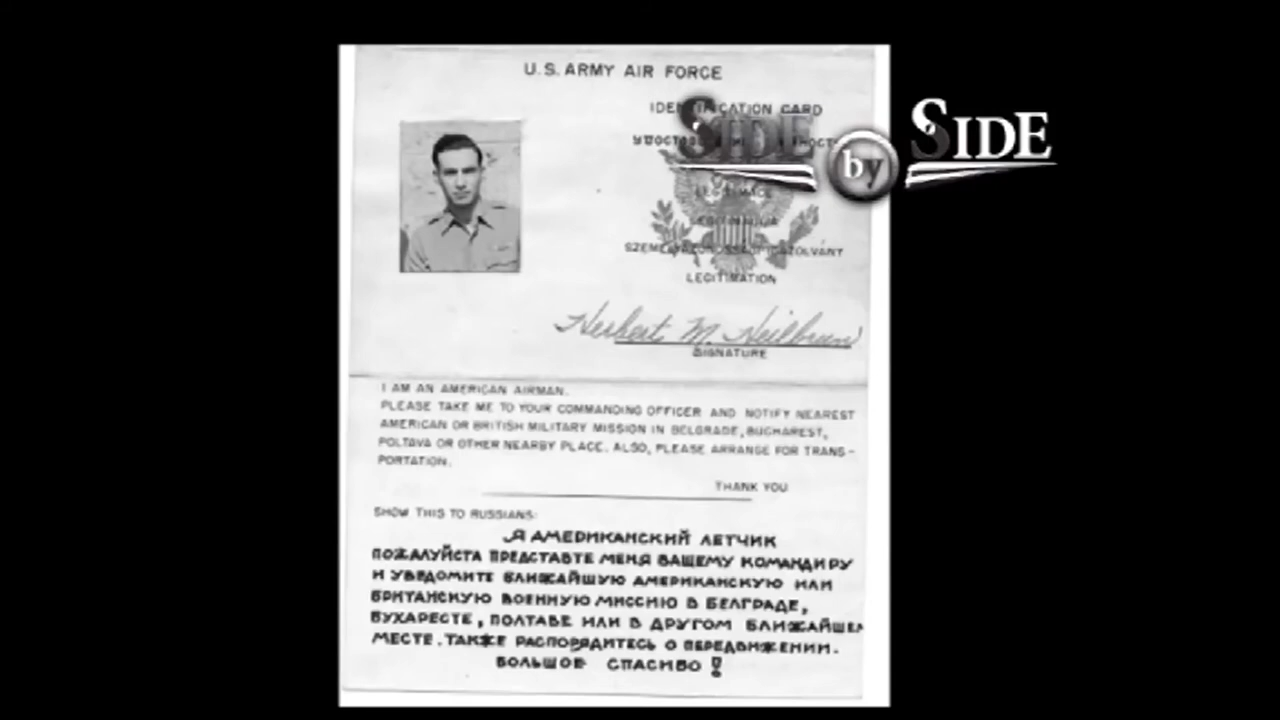 U.S. ARMY AIR FORCE
IDENTIFICATION CARD
SIDE by SIDE
LEGITIMACE
LEGITIMATION
Herbert M. Heilbrun
SIGNATURE
I AM AN AMERICAN AIRMAN.
PLEASE TAKE ME TO YOUR COMMANDING OFFICER AND NOTIFY NEAREST
AMERICAN OR BRITISH MILITARY MISSION IN BELGRADE, BUCHAREST,
POLTAVA OR OTHER NEARBY PLACE. ALSO, PLEASE ARRANGE FOR TRANS-
PORTATION.
THANK YOU
SHOW THIS TO RUSSIANS:
Я АМЕРИКАНСКИЙ ЛЕТЧИК
ПОЖАЛУЙСТА ПРЕДСТАВТЕ МЕНЯ ВАШЕМУ КОМАНДИРУ
И УВЕДОМИТЕ БЛИЖАЙШУЮ АМЕРИКАНСКУЮ ИЛИ
БРИТАНСКУЮ ВОЕННУЮ МИССИЮ В БЕЛГРАДЕ,
БУХАРЕСТЕ, ПОЛТАВЕ ИЛИ В ДРУГОМ БЛИЖАЙШЕМ
МЕСТЕ. ТАКЖЕ РАСПОРЯДИТЕСЬ О ПЕРЕДВИЖЕНИИ.
БОЛЬШОЕ СПАСИБО!